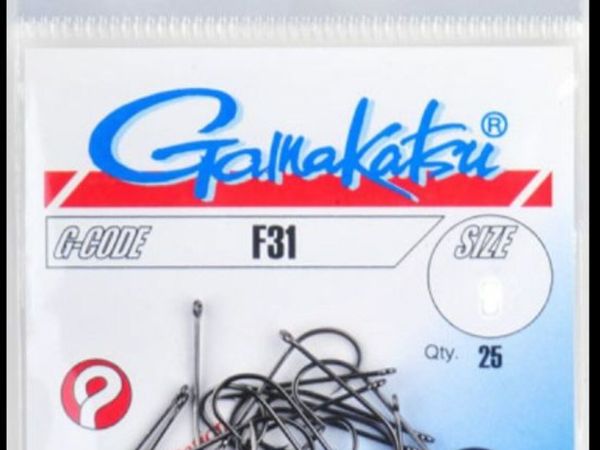 Gamakatsu®
G-CODE F31 SIZE
Qty. 25